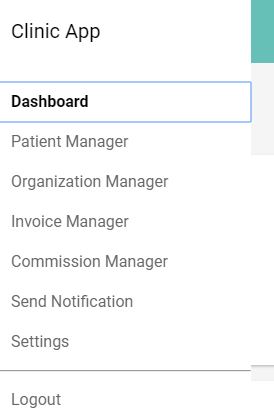 Clinic App
Dashboard
Patient Manager
Organization Manager
Invoice Manager
Commission Manager
Send Notification
Settings
Logout